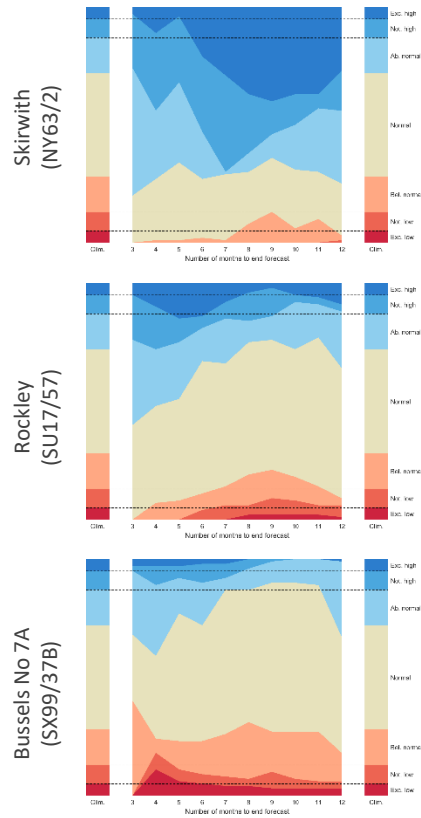 Skirwith
(NY63/2)
Exc. high
Not. high
Ab. normal
Normal
Bel. normal
Not. low
Exc. low
Clim.
3 4 5 6 7 8 9 10 11 12
Clim.
Number of months to end forecast.
Rockley
(SU17/57)
Exc. high
Not. high
Ab. normal
Normal
Bel. normal
Not. low
Exc. low
Clim.
3 4 5 6 7 8 9 10 11 12
Clim.
Number of months to end forecast.
Bussels No 7A
(SX99/37B)
Exc. high
Not. high
Ab. normal
Normal
Bel. normal
Not. low
Exc. low
Clim.
3 4 5 6 7 8 9 10 11 12
Clim.
Number of months to end forecast.